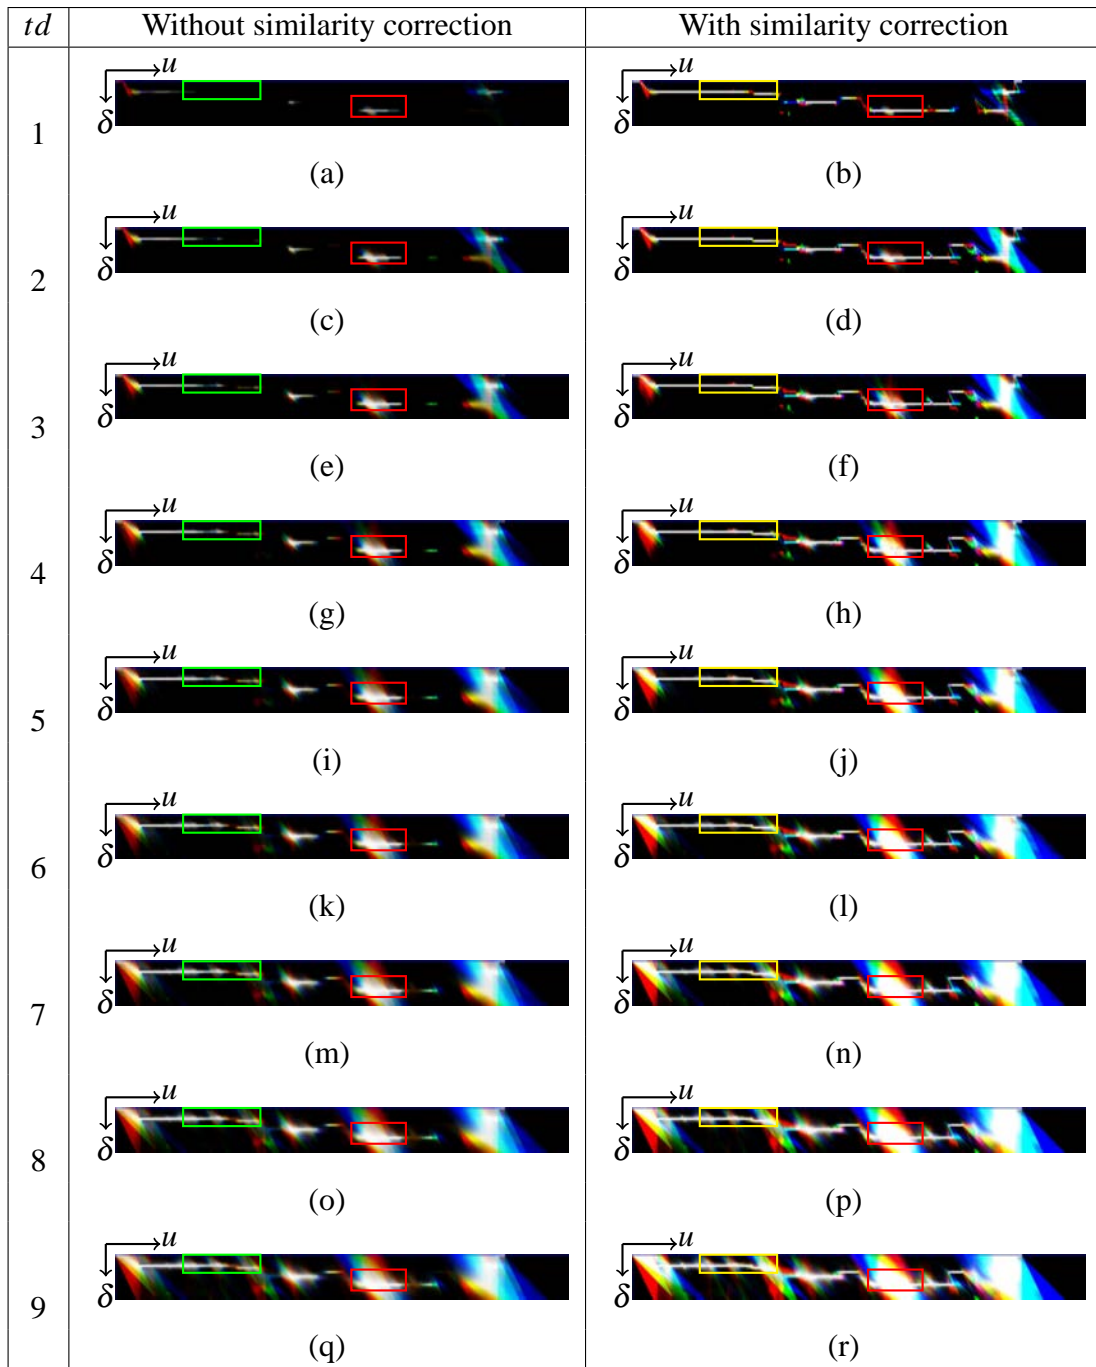 td Without similarity correction With similarity correction
u u
δ δ
1
(a) (b)
u u
δ δ
2
(c) (d)
u u
δ δ
3
(e) (f)
u u
δ δ
4
(g) (h)
u u
δ δ
5
(i) (j)
u u
δ δ
6
(k) (l)
u u
δ δ
7
(m) (n)
u u
δ δ
8
(o) (p)
u u
δ δ
9
(q) (r)